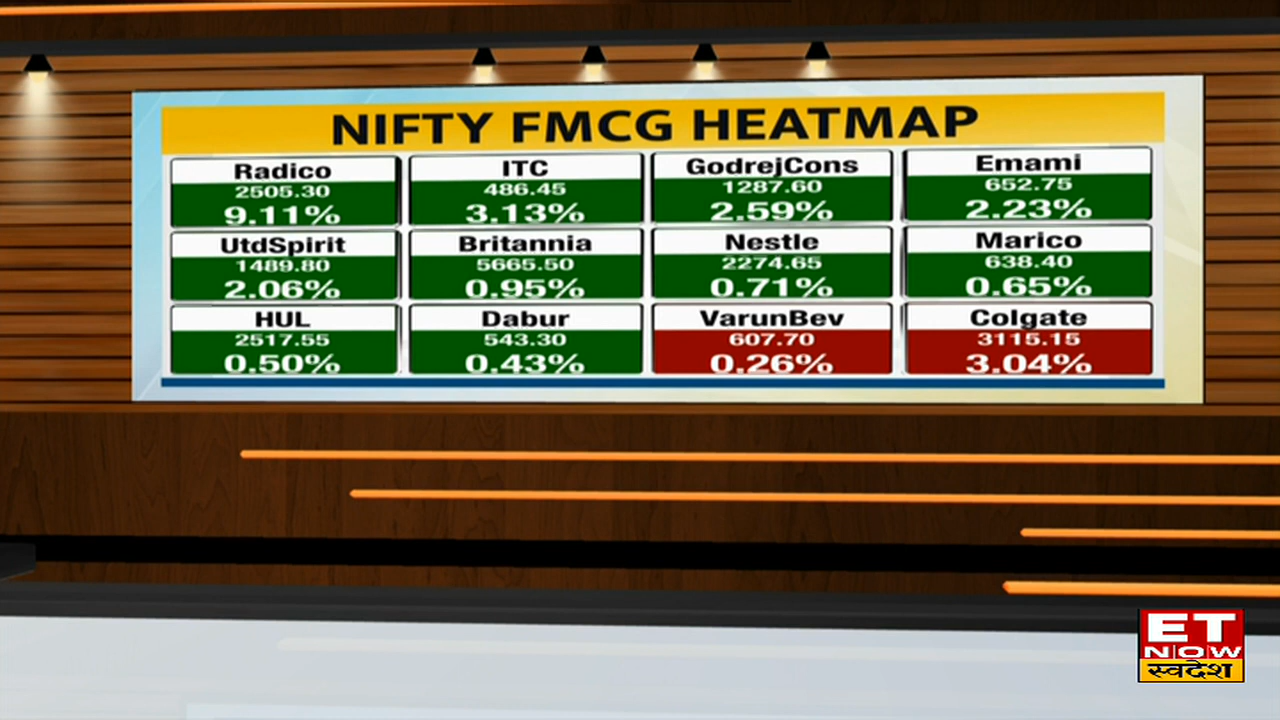 NIFTY FMCG HEATMAP
Radico
2505.30
9.11%
ITC
486.45
3.13%
GodrejCons
1287.60
2.59%
Emami
652.75
2.23%
UtdSpirit
1489.80
2.06%
Britannia
5665.50
0.95%
Nestle
2274.65
0.71%
Marico
638.40
0.65%
HUL
2517.55
0.50%
Dabur
543.30
0.43%
VarunBev
607.70
0.26%
Colgate
3115.15
3.04%
ET
NOW
स्वदेश